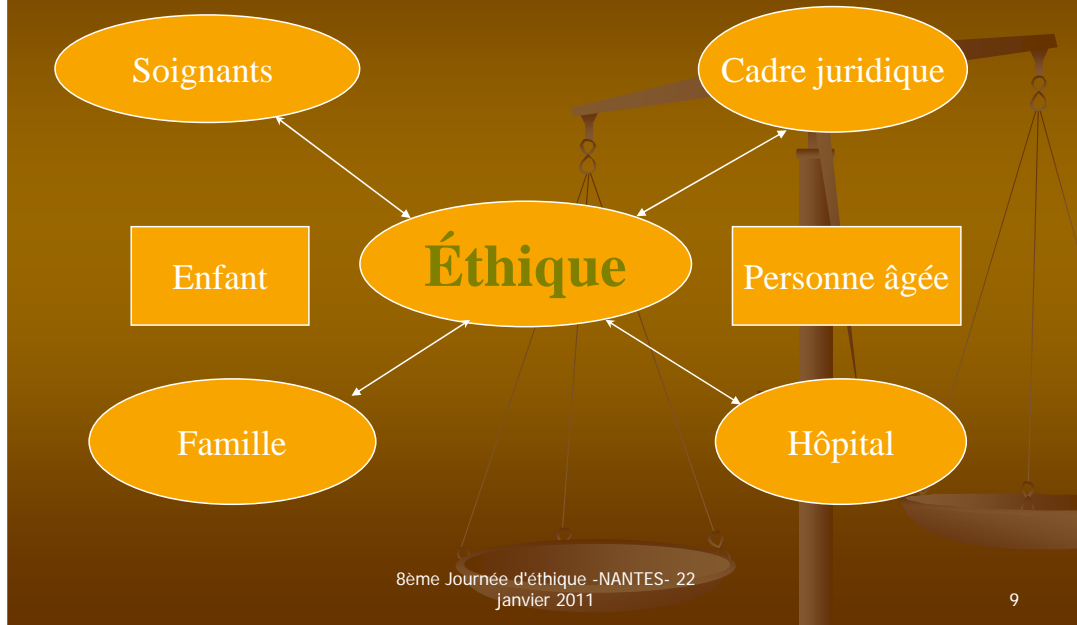 Soignants
Cadre juridique
Éthique
Enfant
Personne âgée
Famille
Hôpital
8ème Journée d'éthique -NANTES- 22
janvier 2011
9